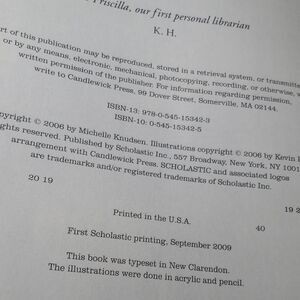 Priscilla, our first personal librarian
K. H.
rt of this publication may be reproduced, stored in a retrieval system, or transmitte
or by any means, electronic, mechanical, photocopying, recording, or otherwise, w
written permission of the publisher. For information regarding permission,
write to Candlewick Press, 99 Dover Street, Somerville, MA 02144.
ISBN-13: 978-0-545-15342-3
ISBN-10: 0-545-15342-5
opyright © 2006 by Michelle Knudsen. Illustrations copyright © 2006 by Kevin
ights reserved. Published by Scholastic Inc., 557 Broadway, New York, NY 1001
arrangement with Candlewick Press. SCHOLASTIC and associated logos
are trademarks and/or registered trademarks of Scholastic Inc.
20 19
19 2
Printed in the U.S.A.
40
First Scholastic printing, September 2009
This book was typeset in New Clarendon.
The illustrations were done in acrylic and pencil.